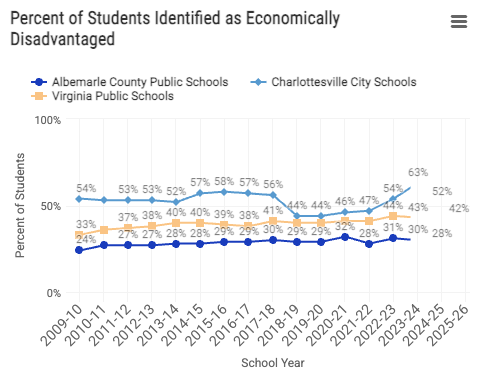 Percent of Students Identified as Economically
Disadvantaged
Albemarle County Public Schools
Charlottesville City Schools
Virginia Public Schools
Percent of Students
100%
50%
0%
54% 53% 53% 52% 57% 58% 57% 56% 44% 44% 46% 47% 54% 63% 52%
33% 37% 38% 40% 40% 39% 38% 41% 44% 43% 42%
24% 27% 27% 28% 28% 29% 29% 30% 29% 29% 32% 28% 31% 30% 28%
2009-10 2010-11 2011-12 2012-13 2013-14 2014-15 2015-16 2016-17 2017-18 2018-19 2019-20 2020-21 2021-22 2022-23 2023-24 2024-25 2025-26
School Year